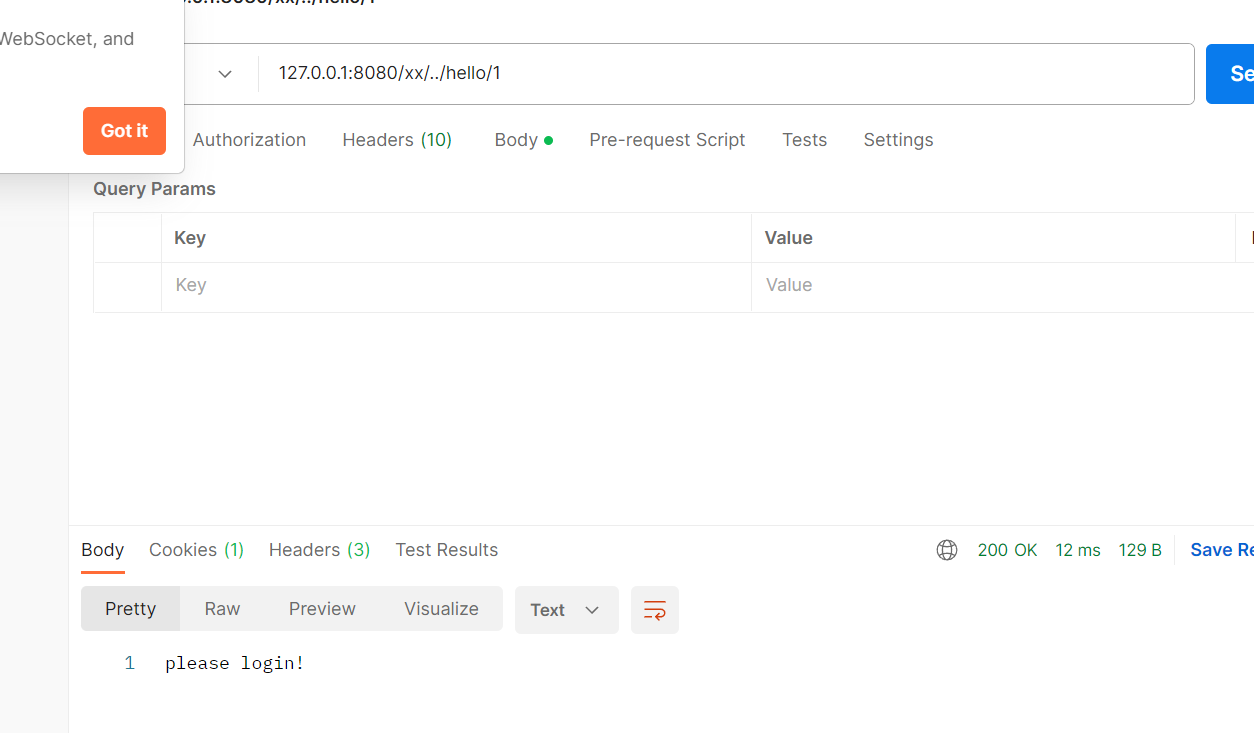 WebSocket, and
127.0.0.1:8080/xx/../hello/1
Got it
Authorization Headers (10) Body Pre-request Script Tests Settings
Query Params
Key Value
Key Value
Body Cookies (1) Headers (3) Test Results 200 OK 12 ms 129 B Save Re
Pretty Raw Preview Visualize Text
1 please login!